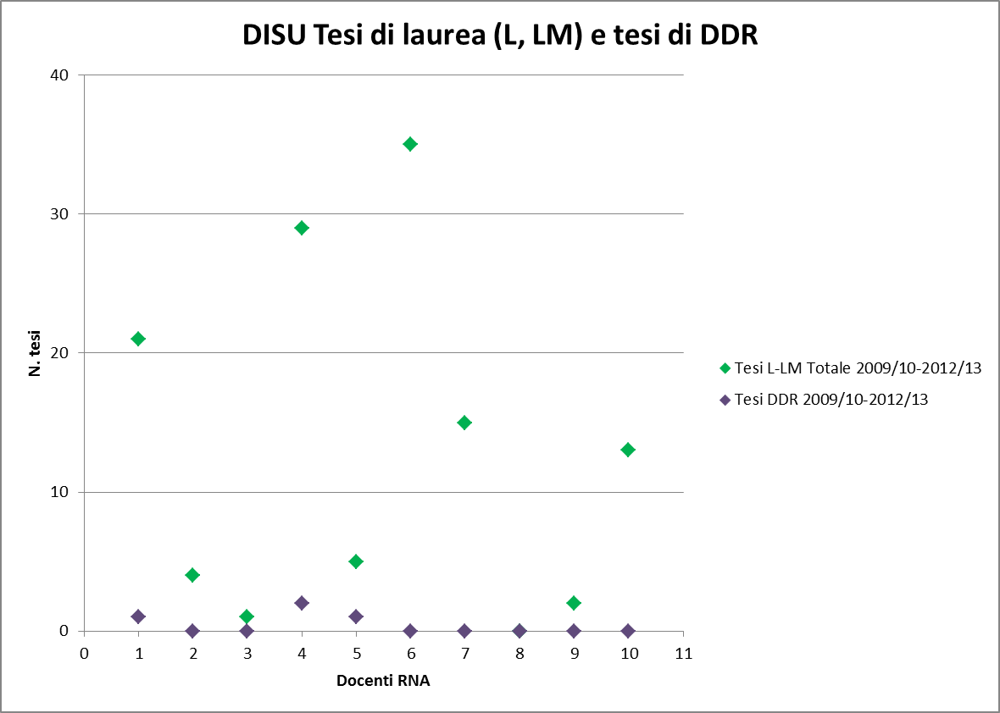 DISU Tesi di laurea (L, LM) e tesi di DDR
40
30
20
10
0
N. tesi
0 1 2 3 4 5 6 7 8 9 10 11
Docenti RNA
Tesi L-LM Totale 2009/10-2012/13
Tesi DDR 2009/10-2012/13